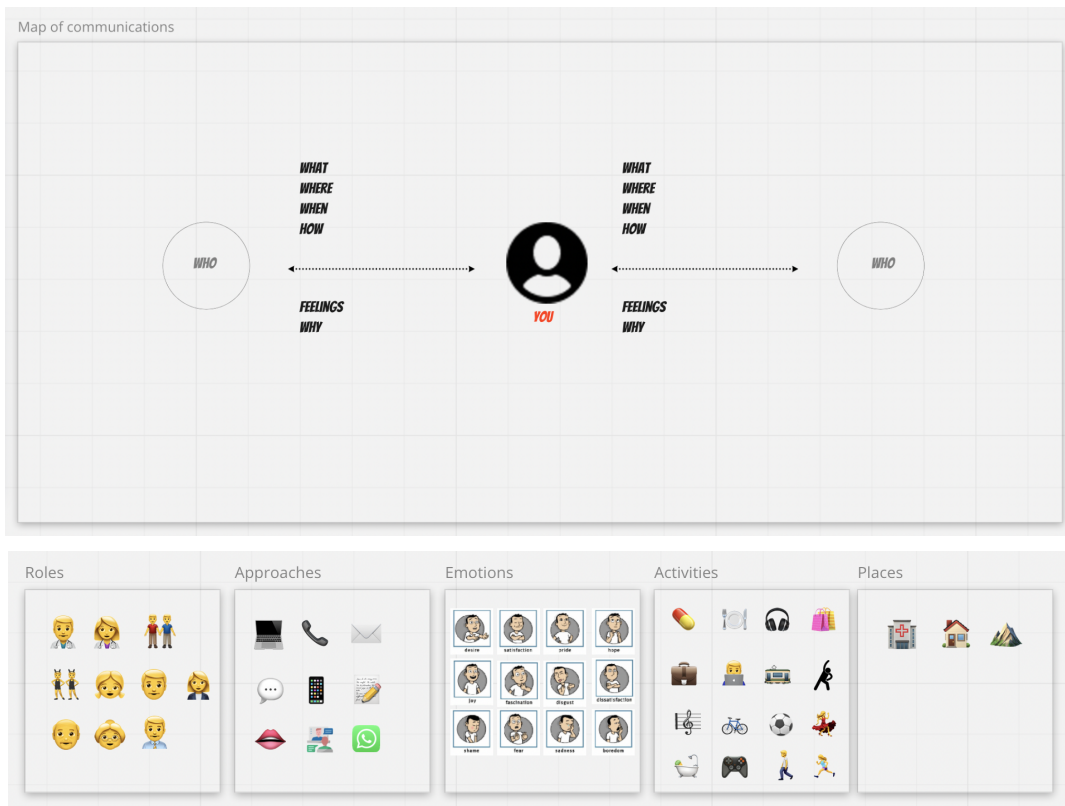 Map of communications
WHAT
WHERE
WHEN
HOW
WHAT
WHERE
WHEN
HOW
WHO
WHO
YOU
FEELINGS
WHY
FEELINGS
WHY
Roles
Approaches
Emotions
Activities
Places
desire satisfaction pride hope
joy fascination disgust dissatisfaction
shame fear sadness boredom